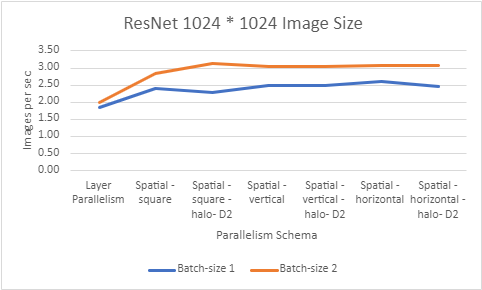 ResNet 1024 * 1024 Image Size
3.50
3.00
2.50
2.00
1.50
1.00
0.50
0.00
Images per sec
Layer
Parallelism
Spatial -
square
Spatial -
square -
halo- D2
Spatial -
vertical
Spatial -
vertical -
halo- D2
Spatial -
horizontal
Spatial -
horizontal -
halo- D2
Parallelism Schema
Batch-size 1
Batch-size 2